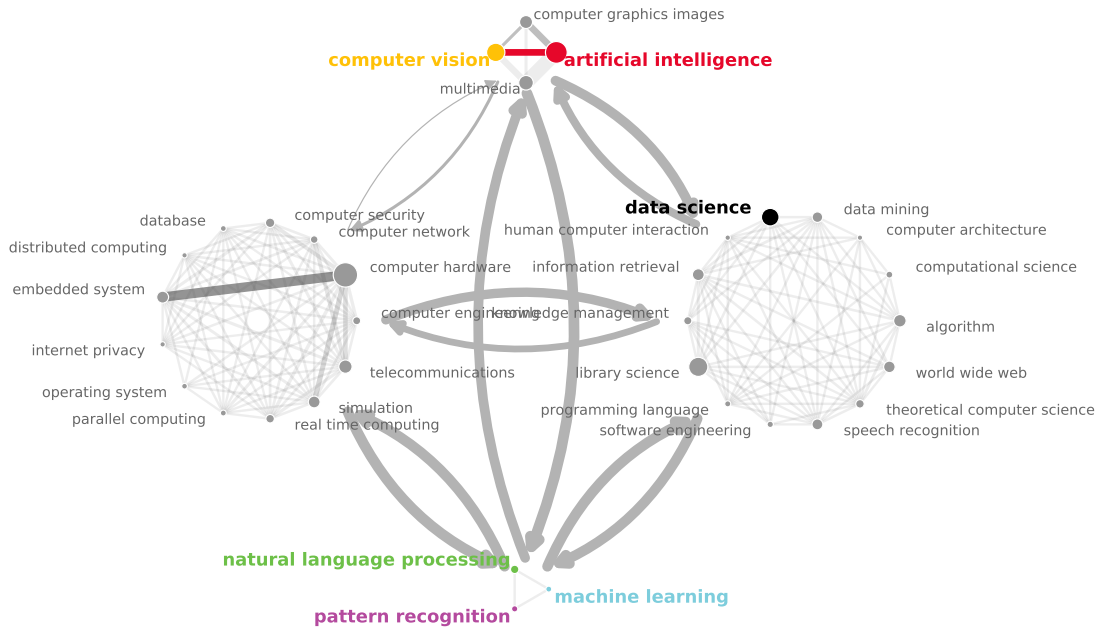 computer graphics images
computer vision
artificial intelligence
multimedia
data science
data mining
database
computer security
human computer interaction
computer architecture
distributed computing
computer network
computer hardware
information retrieval
computational science
embedded system
computer engineering
knowledge management
algorithm
internet privacy
telecommunications
library science
world wide web
operating system
simulation
programming language
theoretical computer science
parallel computing
real time computing
software engineering
speech recognition
natural language processing
machine learning
pattern recognition